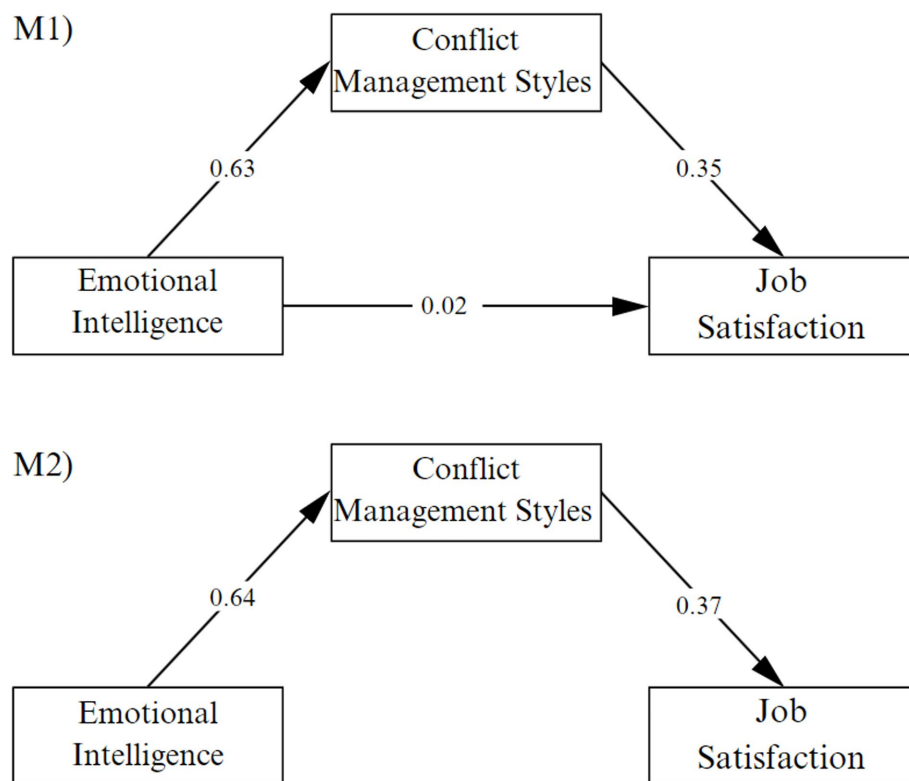 M1)
Conflict
Management Styles
0.63
0.35
Emotional
Intelligence
0.02
Job
Satisfaction
M2)
Conflict
Management Styles
0.64
0.37
Emotional
Intelligence
Job
Satisfaction